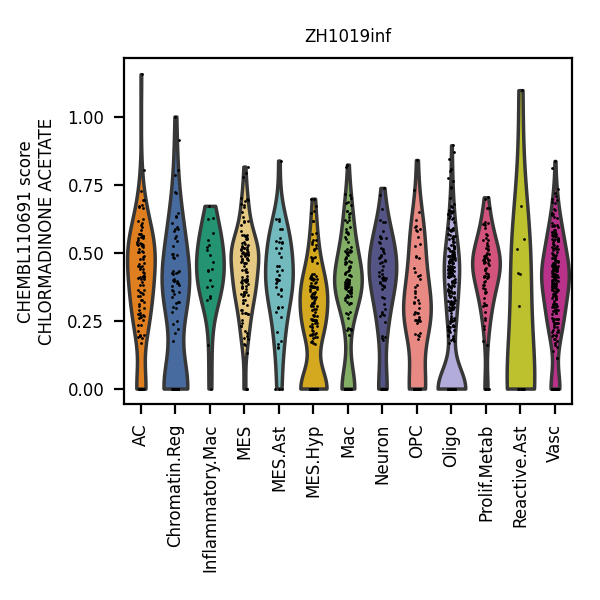 ZH1019inf
CHEMBL110691 score
CHLORMADINONE ACETATE
1.00
0.75
0.50
0.25
0.00
AC
Chromatin.Reg
Inflammatory.Mac
MES
MES.Ast
MES.Hyp
Mac
Neuron
OPC
Oligo
Prolif.Metab
Reactive.Ast
Vasc